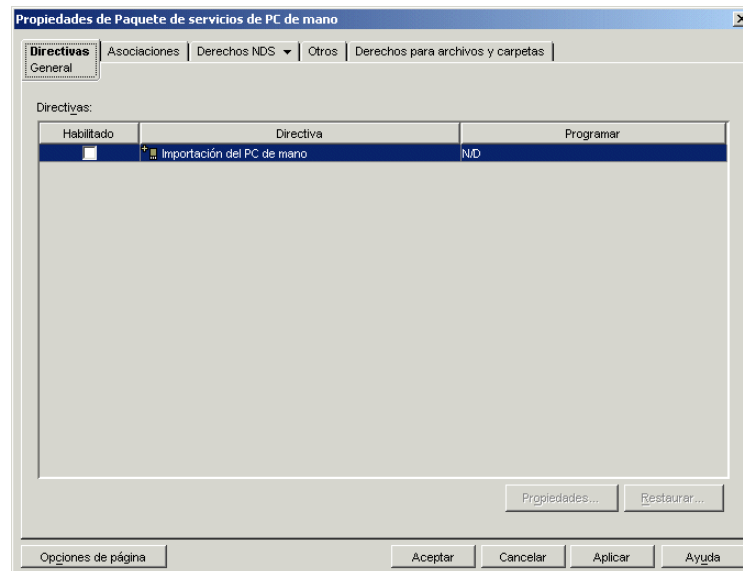 Propiedades de Paquete de servicios de PC de mano
Directivas Asociaciones Derechos NDS Otros Derechos para archivos y carpetas
General
Directivas:
Habilitado Directiva Programar
Importación del PC de mano N/D
Propiedades... Restaurar...
Opciones de página Aceptar Cancelar Aplicar Ayuda